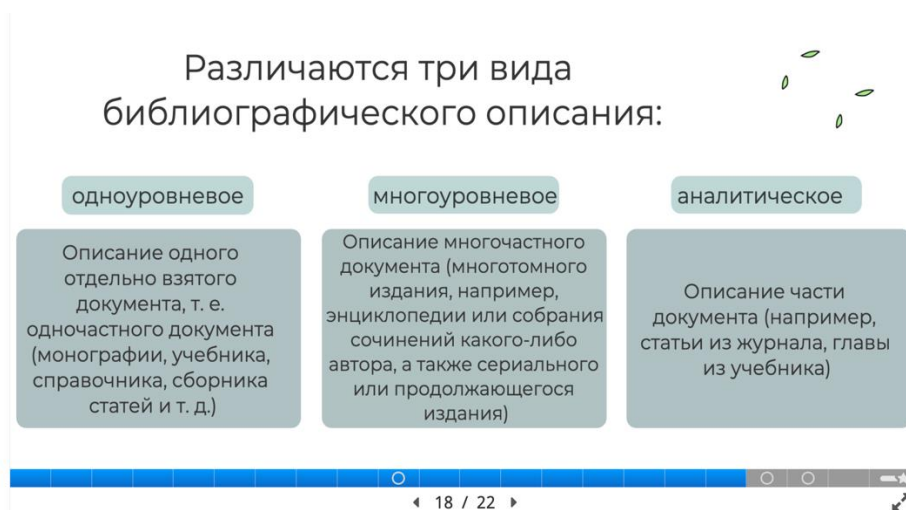 Различаются три вида
библиографического описания:
одноуровневое
Описание одного
отдельно взятого
документа, т. е.
одночастного документа
(монографии, учебника,
справочника, сборника
статей и т. д.)
многоуровневое
Описание многочастного
документа (многотомного
издания, например,
энциклопедии или собрания
сочинений какого-либо
автора, а также сериального
или продолжающегося
издания)
аналитическое
Описание части
документа (например,
статьи из журнала, главы
из учебника)
18 / 22